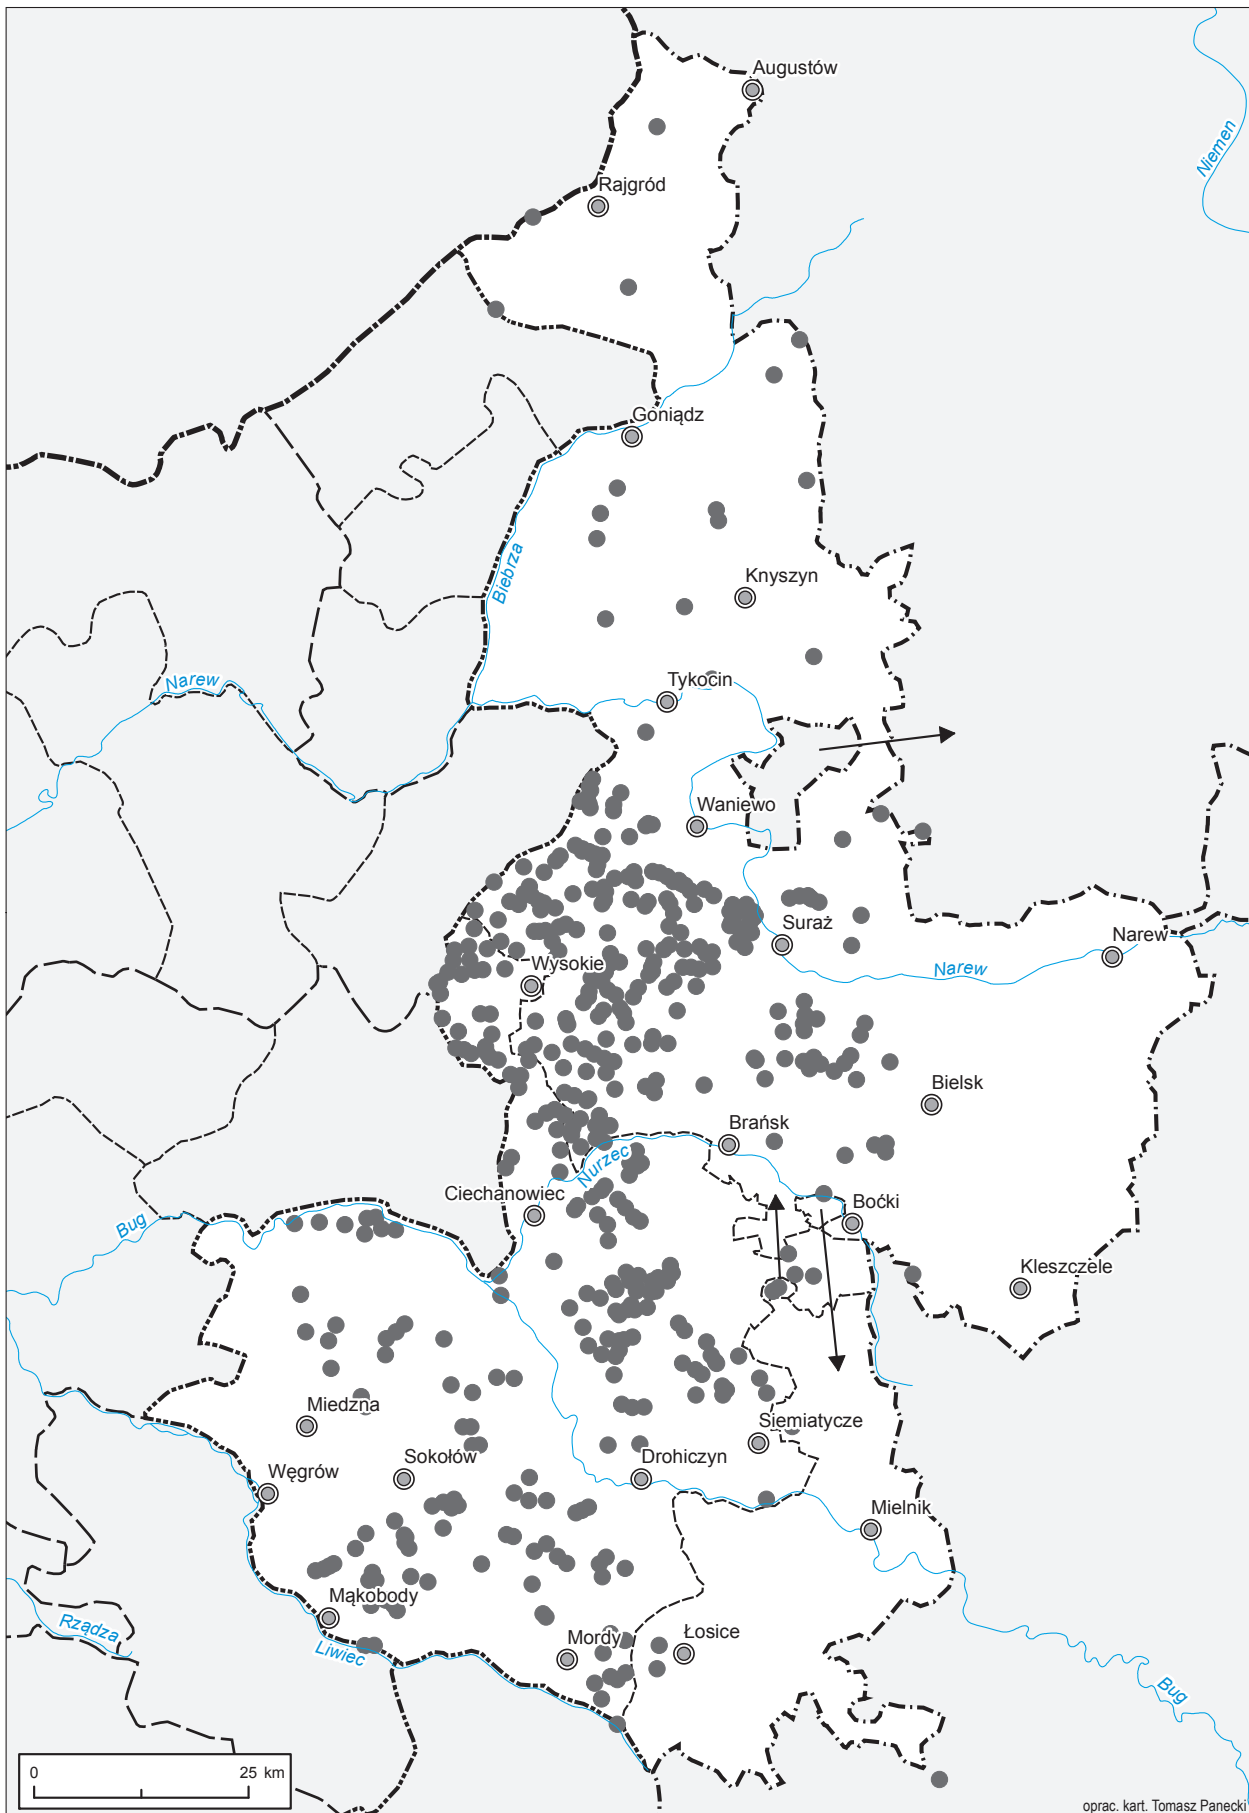 Augustów
Niemen
Rajgród
Goniądz
Biebrza
Knyszyn
Narew
Tykocin
Waniewo
Suraż
Narew
Narew
Wysokie
Bielsk
Brańsk
Nurzec
Ciechanowiec
Boćki
Bug
Kleszczele
Miedzna
Siemiatycze
Sokołów
Drohiczyn
Węgrów
Mielnik
Mąkobody
Rządza
Liwiec
Mordy
Łosice
Bug
0 25 km
oprac. kart. Tomasz Panecki